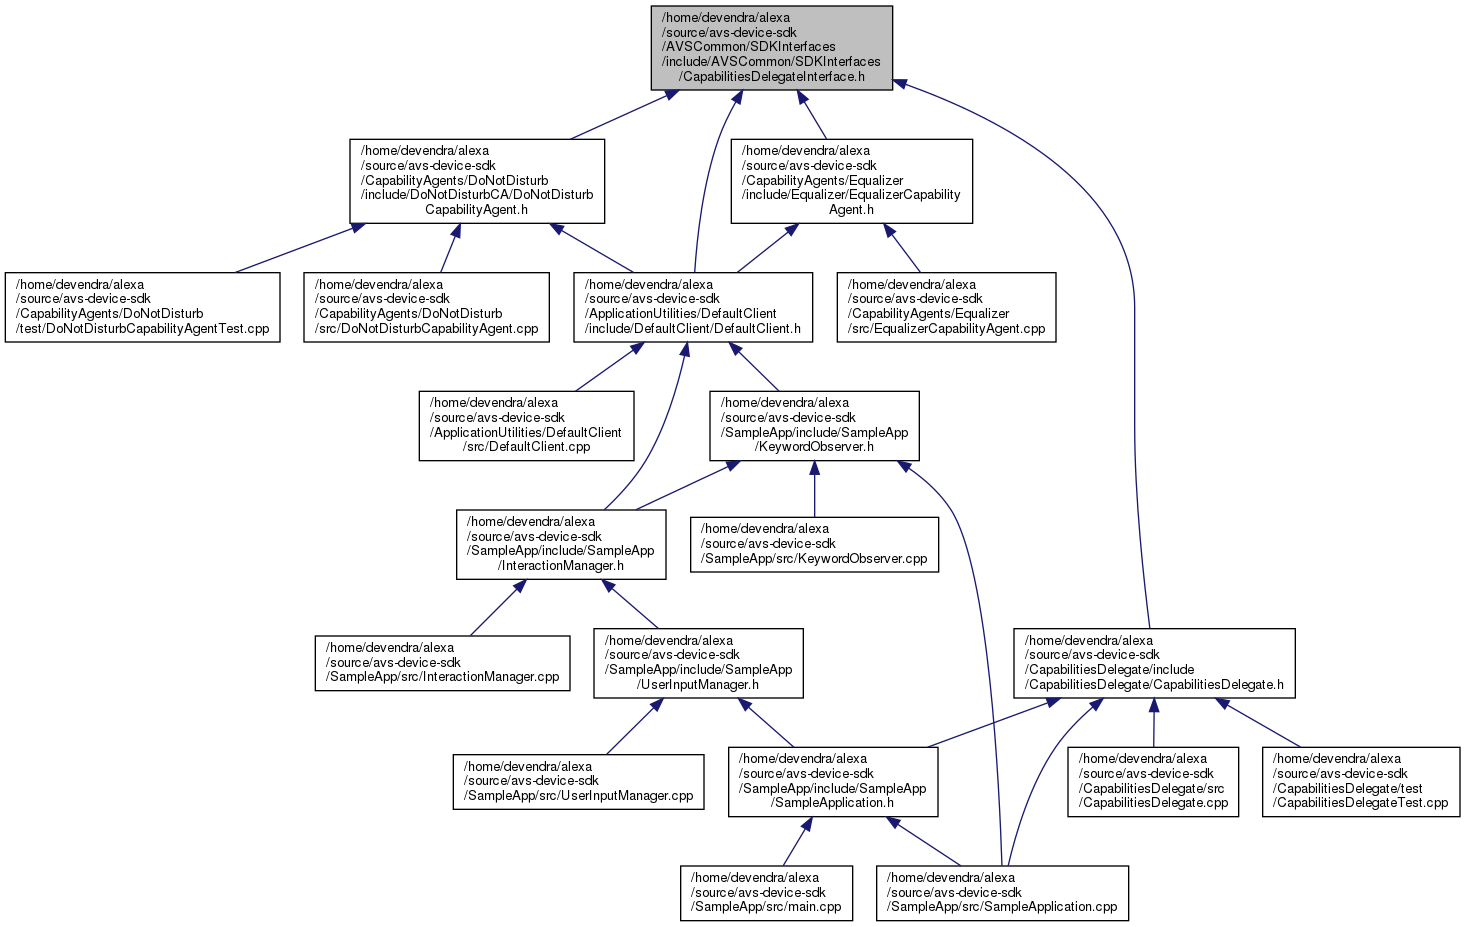 /home/devendra/alexa
/source/avs-device-sdk
/AVSCommon/SDKInterfaces
/include/AVSCommon/SDKInterfaces
/CapabilitiesDelegateInterface.h
/home/devendra/alexa
/source/avs-device-sdk
/CapabilityAgents/DoNotDisturb
/include/DoNotDisturbCA/DoNotDisturb
CapabilityAgent.h
/home/devendra/alexa
/source/avs-device-sdk
/CapabilityAgents/Equalizer
/include/Equalizer/EqualizerCapability
Agent.h
/home/devendra/alexa
/source/avs-device-sdk
/CapabilityAgents/DoNotDisturb
/test/DoNotDisturbCapabilityAgentTest.cpp
/home/devendra/alexa
/source/avs-device-sdk
/CapabilityAgents/DoNotDisturb
/src/DoNotDisturbCapabilityAgent.cpp
/home/devendra/alexa
/source/avs-device-sdk
/ApplicationUtilities/DefaultClient
/include/DefaultClient/DefaultClient.h
/home/devendra/alexa
/source/avs-device-sdk
/CapabilityAgents/Equalizer
/src/EqualizerCapabilityAgent.cpp
/home/devendra/alexa
/source/avs-device-sdk
/ApplicationUtilities/DefaultClient
/src/DefaultClient.cpp
/home/devendra/alexa
/source/avs-device-sdk
/SampleApp/include/SampleApp
/KeywordObserver.h
/home/devendra/alexa
/source/avs-device-sdk
/SampleApp/include/SampleApp
/InteractionManager.h
/home/devendra/alexa
/source/avs-device-sdk
/SampleApp/src/KeywordObserver.cpp
/home/devendra/alexa
/source/avs-device-sdk
/SampleApp/src/InteractionManager.cpp
/home/devendra/alexa
/source/avs-device-sdk
/SampleApp/include/SampleApp
/UserInputManager.h
/home/devendra/alexa
/source/avs-device-sdk
/CapabilitiesDelegate/include
/CapabilitiesDelegate/CapabilitiesDelegate.h
/home/devendra/alexa
/source/avs-device-sdk
/SampleApp/src/UserInputManager.cpp
/home/devendra/alexa
/source/avs-device-sdk
/SampleApp/include/SampleApp
/SampleApplication.h
/home/devendra/alexa
/source/avs-device-sdk
/CapabilitiesDelegate/src
/CapabilitiesDelegate.cpp
/home/devendra/alexa
/source/avs-device-sdk
/CapabilitiesDelegate/test
/CapabilitiesDelegateTest.cpp
/home/devendra/alexa
/source/avs-device-sdk
/SampleApp/src/main.cpp
/home/devendra/alexa
/source/avs-device-sdk
/SampleApp/src/SampleApplication.cpp